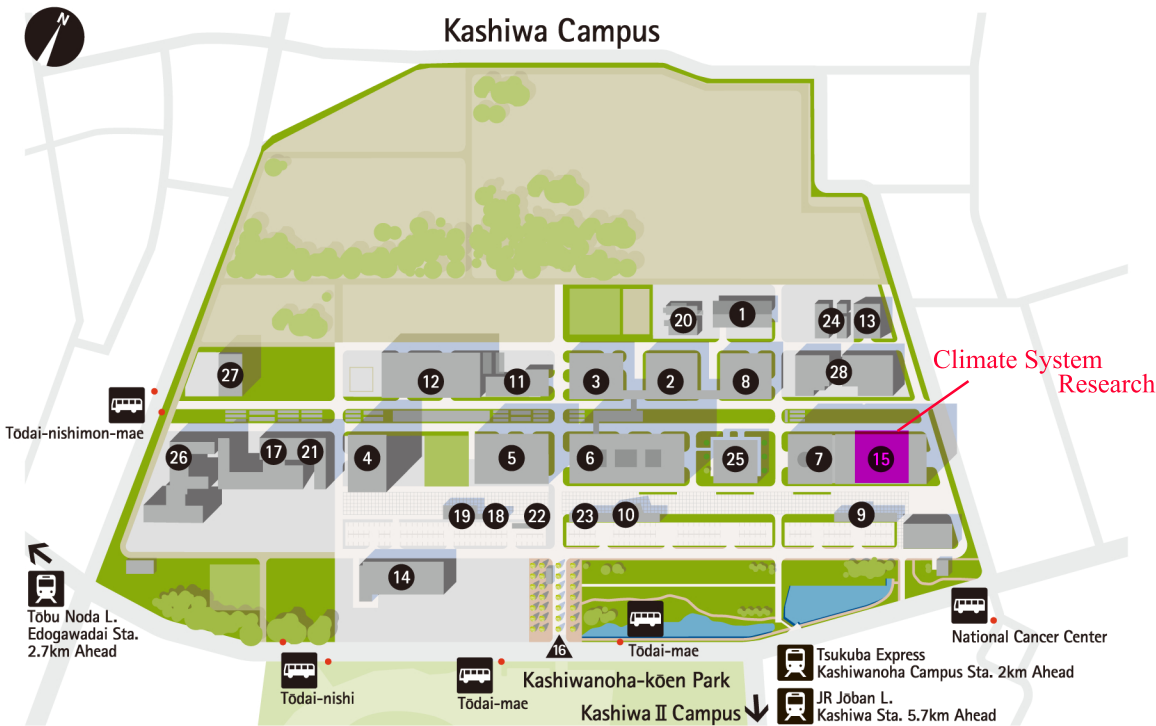 N
Kashiwa Campus
20
1
24
13
27
12
11
3
2
8
28
Climate System
Research
Tōdai-nishimon-mae
26
17
21
4
5
6
25
7
15
19
18
22
23
10
9
14
16
Tōbu Noda L.
Edogawadai Sta.
2.7km Ahead
Tōdai-nishi
Tōdai-mae
Tōdai-mae
National Cancer Center
Kashiwanoha-kōen Park
Kashiwa II Campus
Tsukuba Express
Kashiwanoha Campus Sta. 2km Ahead
JR Jōban L.
Kashiwa Sta. 5.7km Ahead